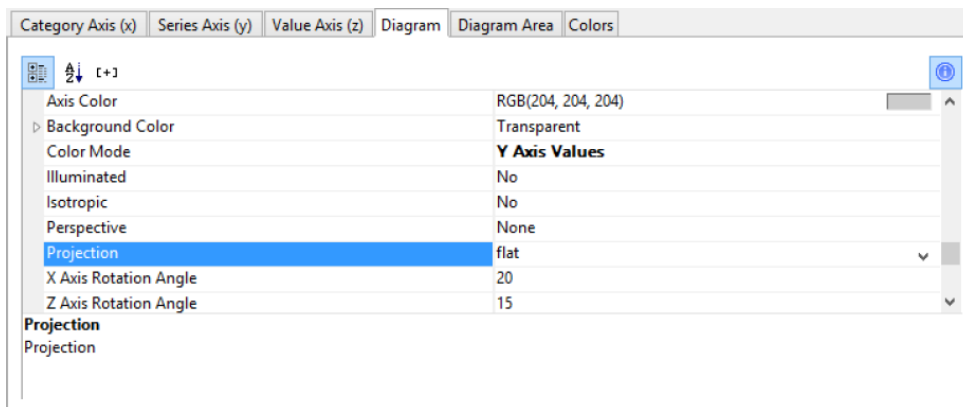 Category Axis (x) Series Axis (y) Value Axis (z) Diagram Diagram Area Colors
A Z [+]
Axis Color RGB(204, 204, 204)
Background Color Transparent
Color Mode Y Axis Values
Illuminated No
Isotropic No
Perspective None
Projection flat
X Axis Rotation Angle 20
Z Axis Rotation Angle 15
Projection
Projection